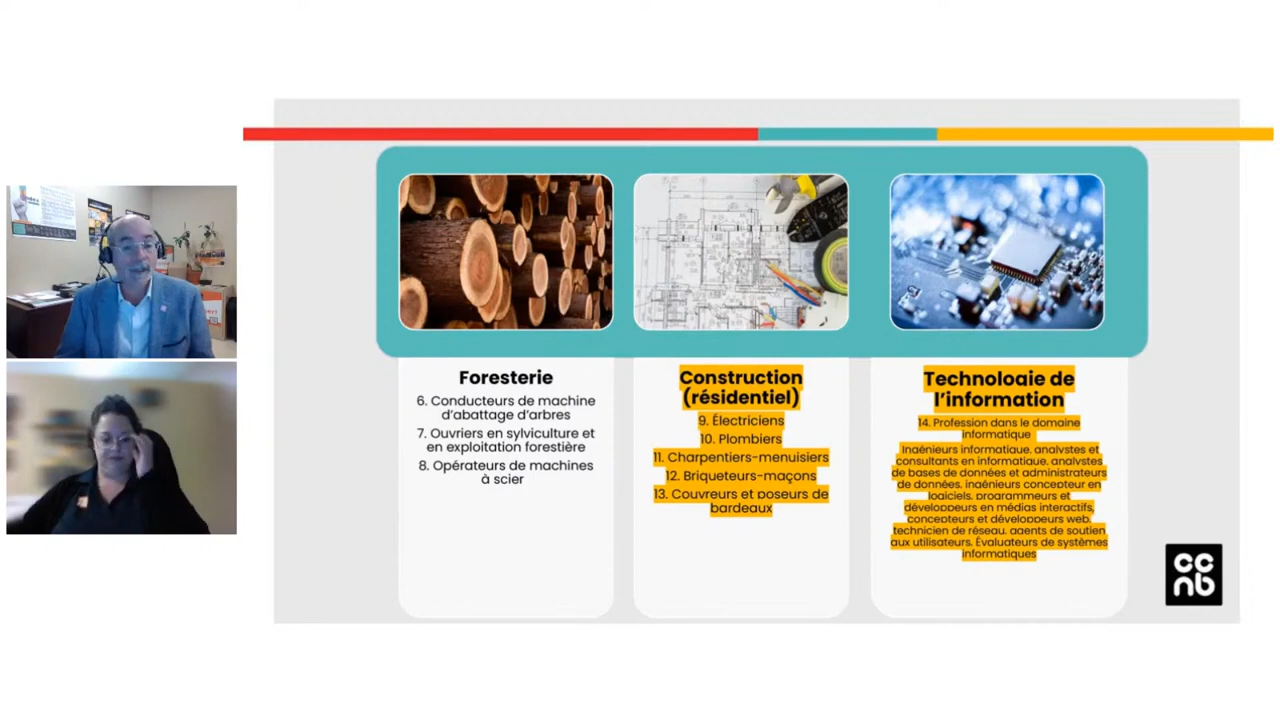 Foresterie
6. Conducteurs de machine
d'abattage d'arbres
7. Ouvriers en sylviculture et
en exploitation forestière
8. Opérateurs de machines
à scier
Construction
(résidentiel)
9. Électriciens
10. Plombiers
11. Charpentiers-menuisiers
12. Briqueteurs-maçons
13. Couvreurs et poseurs de
bardeaux
Technologie de
l'information
14. Profession dans le domaine
informatique
Ingénieurs informatique, analystes et
consultants en informatique, analystes
de bases de données et administrateurs
de données, ingénieurs concepteur en
logiciels, programmeurs et
développeurs en médias interactifs,
concepteurs et développeurs web,
technicien de réseau, agents de soutien
aux utilisateurs, Évaluateurs de systèmes
informatiques
cc
nb